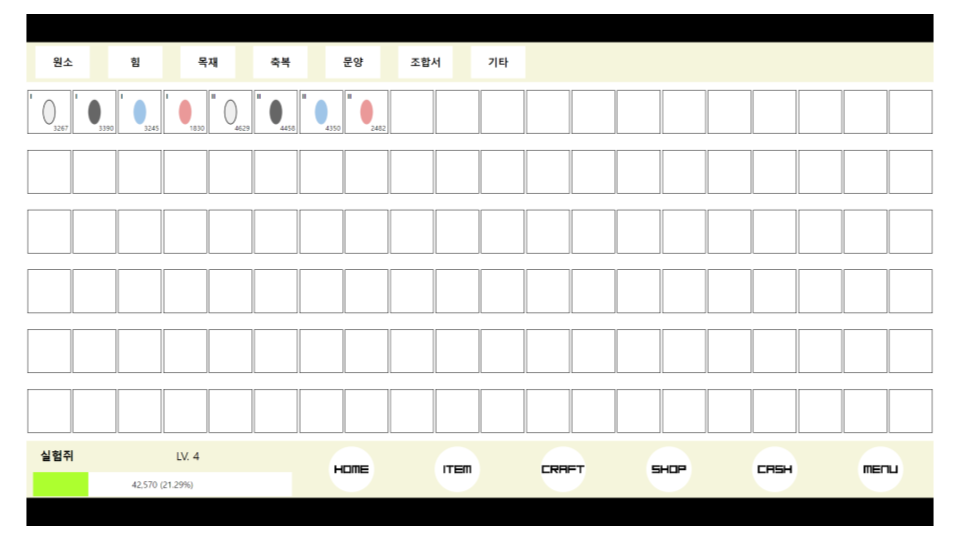 원소 힘 목재 축복 문양 조합서 기타
I I I I II II II II
3267 3390 3245 1830 4629 4458 4350 2482
실험쥐 LV. 4
42,570 (21.29%)
HOME ITEM CRAFT SHOP CASH MENU